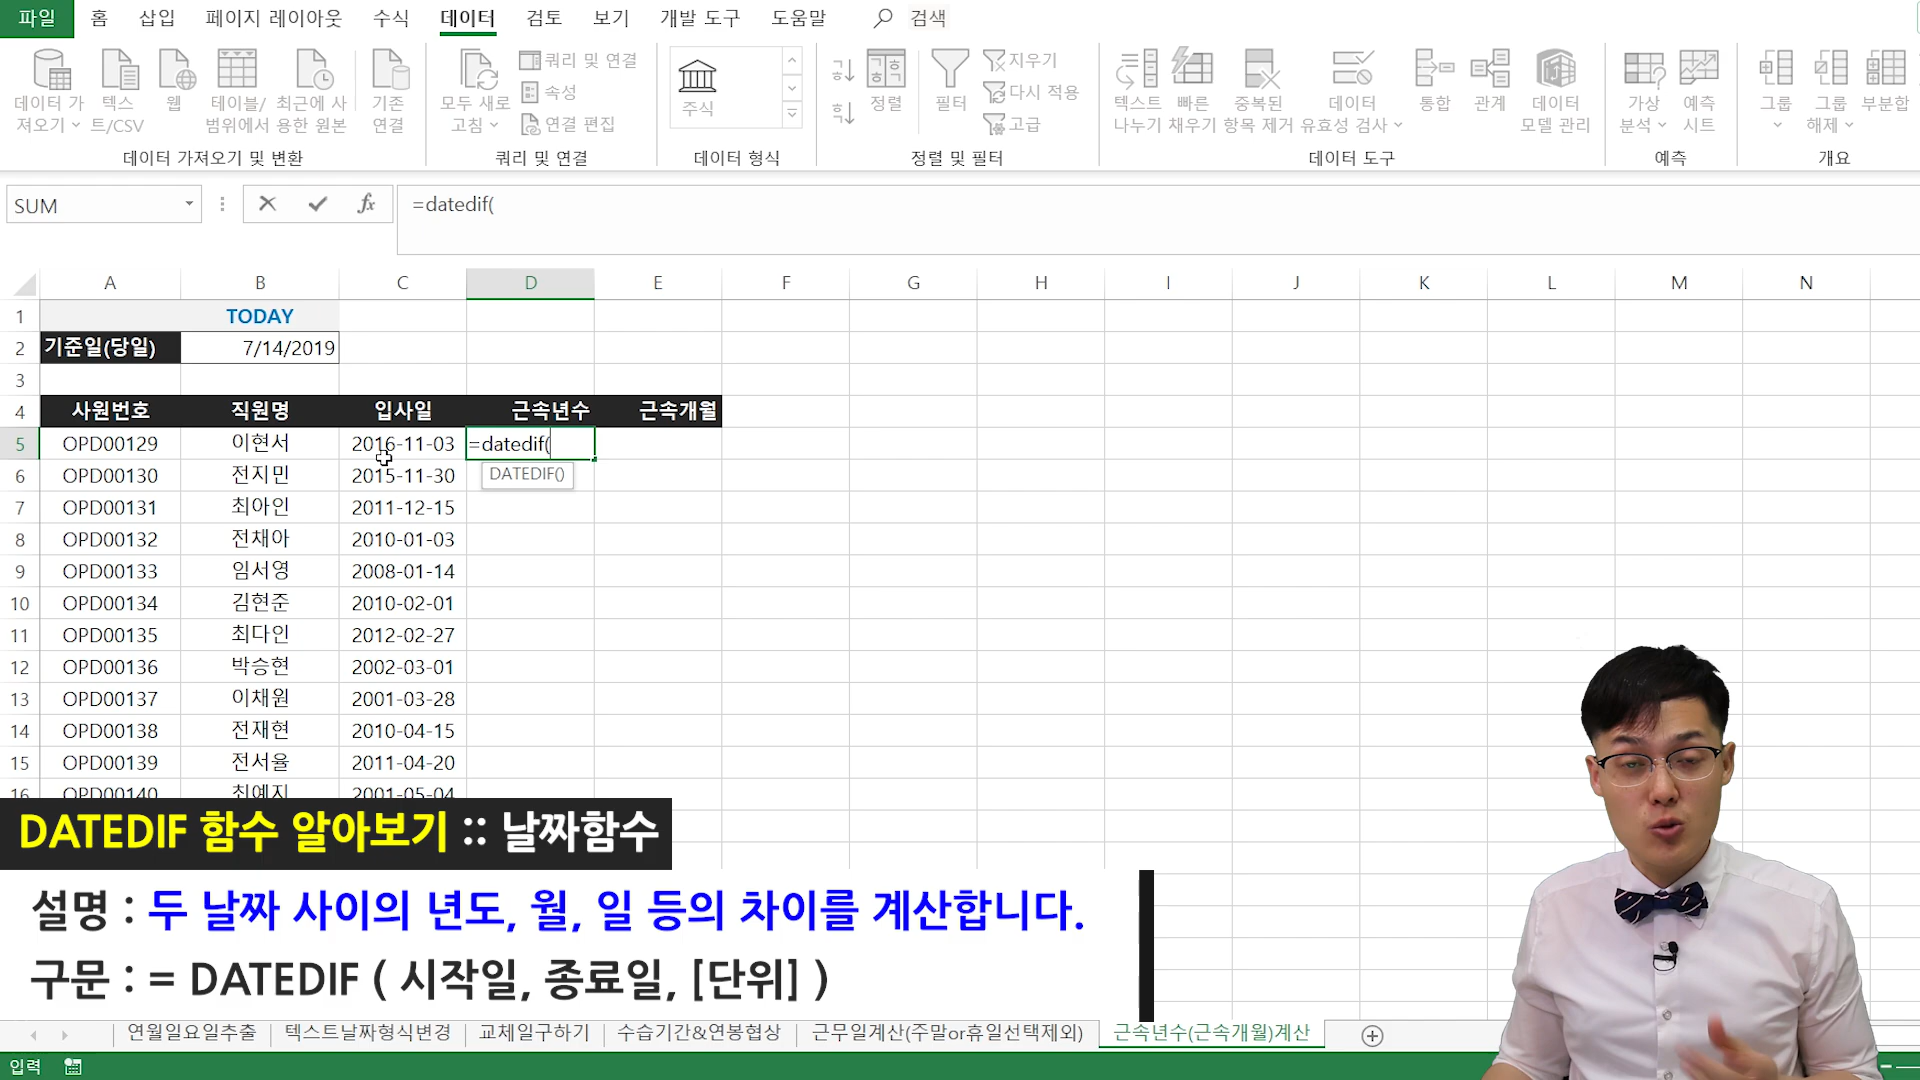 파일 홈 삽입 페이지 레이아웃 수식 데이터 검토 보기 개발 도구 도움말 검색
데이터 가져오기
텍스트/CSV
웹
테이블/범위에서
최근에 사용한 원본
기존 연결
데이터 가져오기 및 변환
모두 새로 고침
쿼리 및 연결
속성
연결 편집
쿼리 및 연결
주식
데이터 형식
정렬
필터
지우기
다시 적용
고급
정렬 및 필터
텍스트 나누기
빠른 채우기
중복된 항목 제거
데이터 유효성 검사
통합
관계
데이터 모델 관리
데이터 도구
가상 분석
예측 시트
예측
그룹
그룹 해제
부분합
개요
SUM fx =datedif(
A B C D E F G H I J K L M N
1 TODAY
2 기준일(당일) 7/14/2019
3
4 사원번호 직원명 입사일 근속년수 근속개월
5 OPD00129 이현서 2016-11-03 =datedif(
DATEDIF()
6 OPD00130 전지민 2015-11-30
7 OPD00131 최아인 2011-12-15
8 OPD00132 전채아 2010-01-03
9 OPD00133 임서영 2008-01-14
10 OPD00134 김현준 2010-02-01
11 OPD00135 최다인 2012-02-27
12 OPD00136 박승현 2002-03-01
13 OPD00137 이채원 2001-03-28
14 OPD00138 전재현 2010-04-15
15 OPD00139 전서율 2011-04-20
16 OPD00140 최예지 2001-05-04
DATEDIF 함수 알아보기 :: 날짜함수
설명 : 두 날짜 사이의 년도, 월, 일 등의 차이를 계산합니다.
구문 : = DATEDIF ( 시작일, 종료일, [단위] )
연월일요일추출 텍스트날짜형식변경 교체일구하기 수습기간&연봉협상 근무일계산(주말or휴일선택제외) 근속년수(근속개월)계산
입력